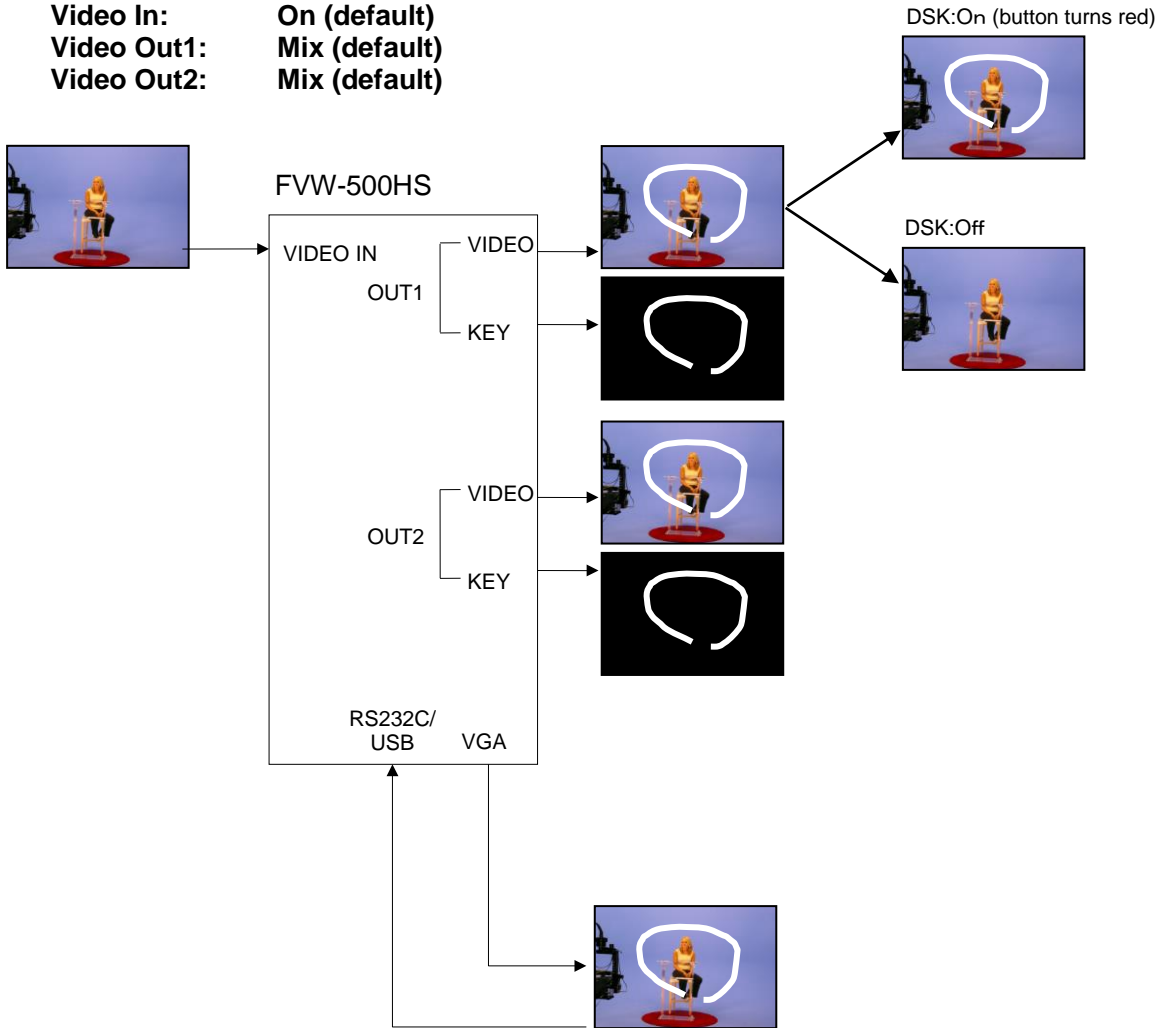 Video In: On (default)
Video Out1: Mix (default)
Video Out2: Mix (default)
DSK:On (button turns red)
DSK:Off
FVW-500HS
VIDEO IN
VIDEO
OUT1
KEY
VIDEO
OUT2
KEY
RS232C/
USB
VGA